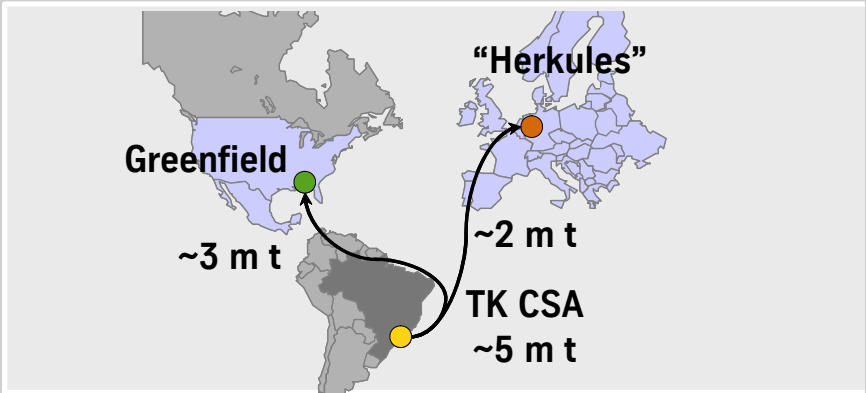 “Herkules”
Greenfield
~3 m t
~2 m t
TK CSA
~5 m t